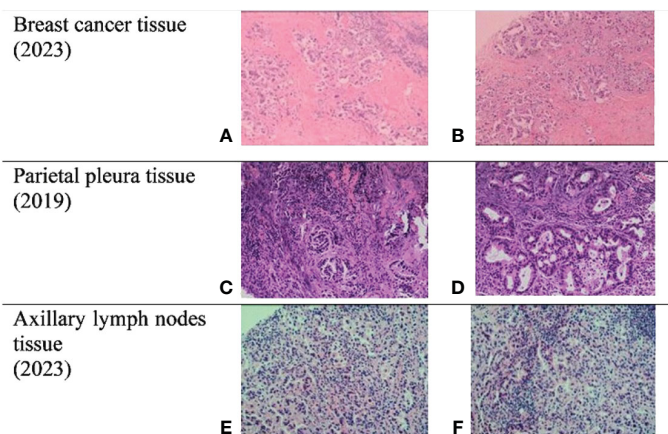 Breast cancer tissue
(2023)
A
B
Parietal pleura tissue
(2019)
C
D
Axillary lymph nodes
tissue
(2023)
E
F